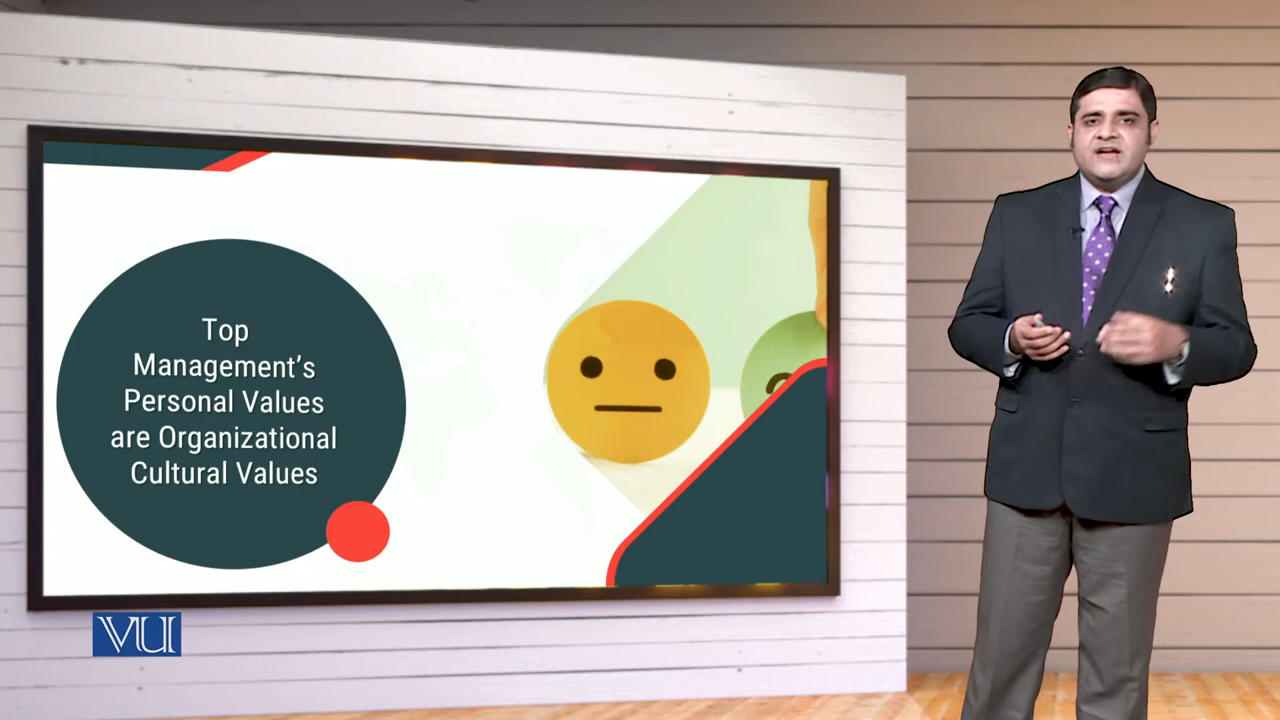 Top
Management’s
Personal Values
are Organizational
Cultural Values
VU